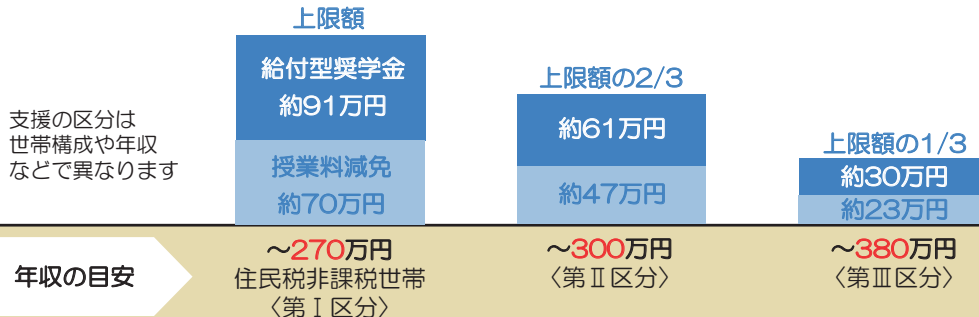 支援の区分は
世帯構成や年収
などで異なります
上限額
給付型奨学金
約91万円
授業料減免
約70万円
上限額の2/3
約61万円
約47万円
上限額の1/3
約30万円
約23万円
年収の目安
～270万円
住民税非課税世帯
〈第Ⅰ区分〉
～300万円
〈第Ⅱ区分〉
～380万円
〈第Ⅲ区分〉